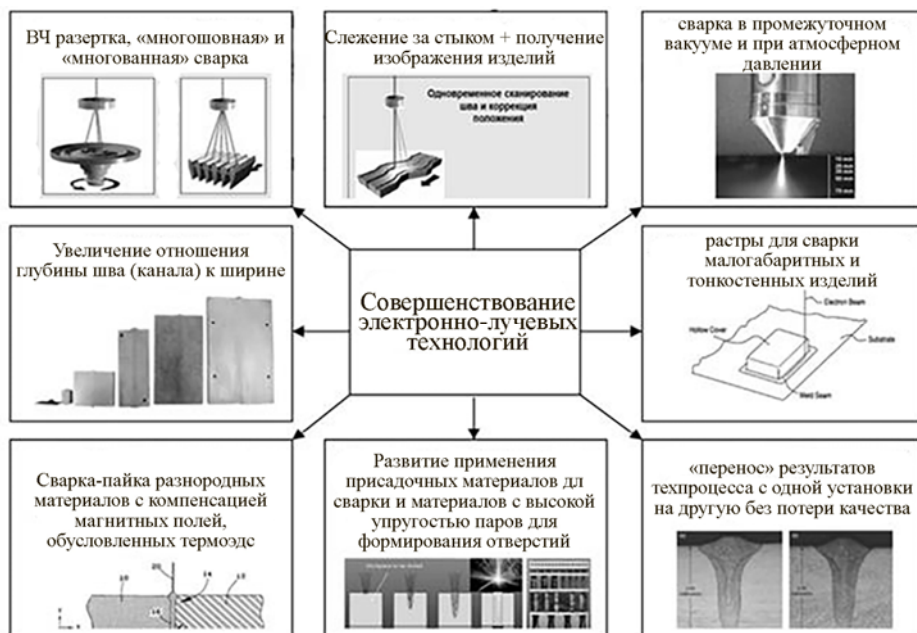 ВЧ разертка, «многошовная» и
«многованная» сварка
Слежение за стыком + получение
изображения изделий
Одновременное сканирование
шва и коррекция
положения
сварка в промежуточном
вакууме и при атмосферном
давлении
Увеличение отношения
глубины шва (канала) к ширине
Совершенствование
электронно-лучевых
технологий
растры для сварки
малогабаритных и
тонкостенных изделий
Electron Beam
Hollow Cover
Substrate
Weld Seam
Сварка-пайка разнородных
материалов с компенсацией
магнитных полей,
обусловленных термоэдс
20
10
14
15
Y
X
Развитие применения
присадочных материалов дл
сварки и материалов с высокой
упругостью паров для
формирования отверстий
«перенос» результатов
техпроцесса с одной установки
на другую без потери качества